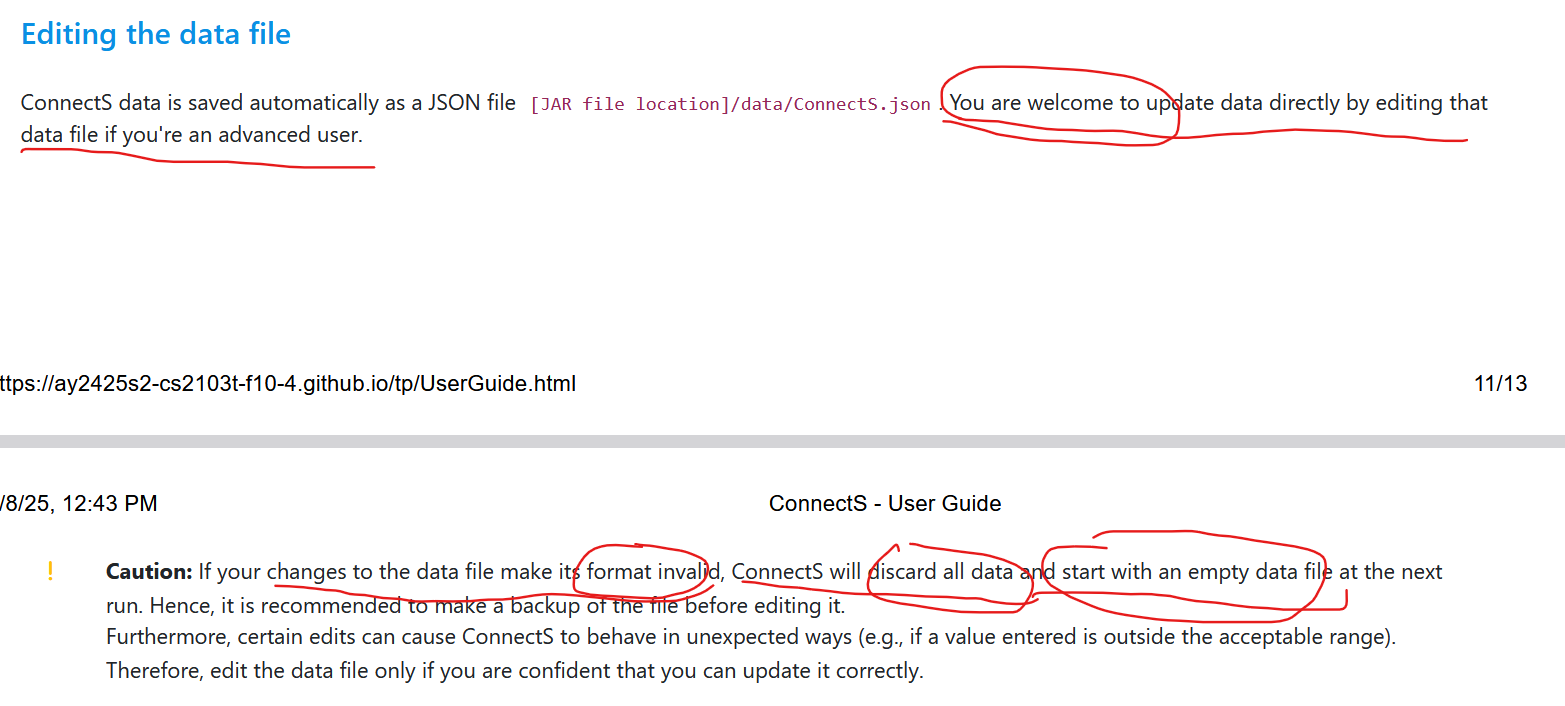 Editing the data file
ConnectS data is saved automatically as a JSON file [JAR file location]/data/ConnectS.json . You are welcome to update data directly by editing that
data file if you're an advanced user.
ttps://ay2425s2-cs2103t-f10-4.github.io/tp/UserGuide.html 11/13
/8/25, 12:43 PM ConnectS - User Guide
! Caution: If your changes to the data file make its format invalid, ConnectS will discard all data and start with an empty data file at the next
run. Hence, it is recommended to make a backup of the file before editing it.
Furthermore, certain edits can cause ConnectS to behave in unexpected ways (e.g., if a value entered is outside the acceptable range).
Therefore, edit the data file only if you are confident that you can update it correctly.